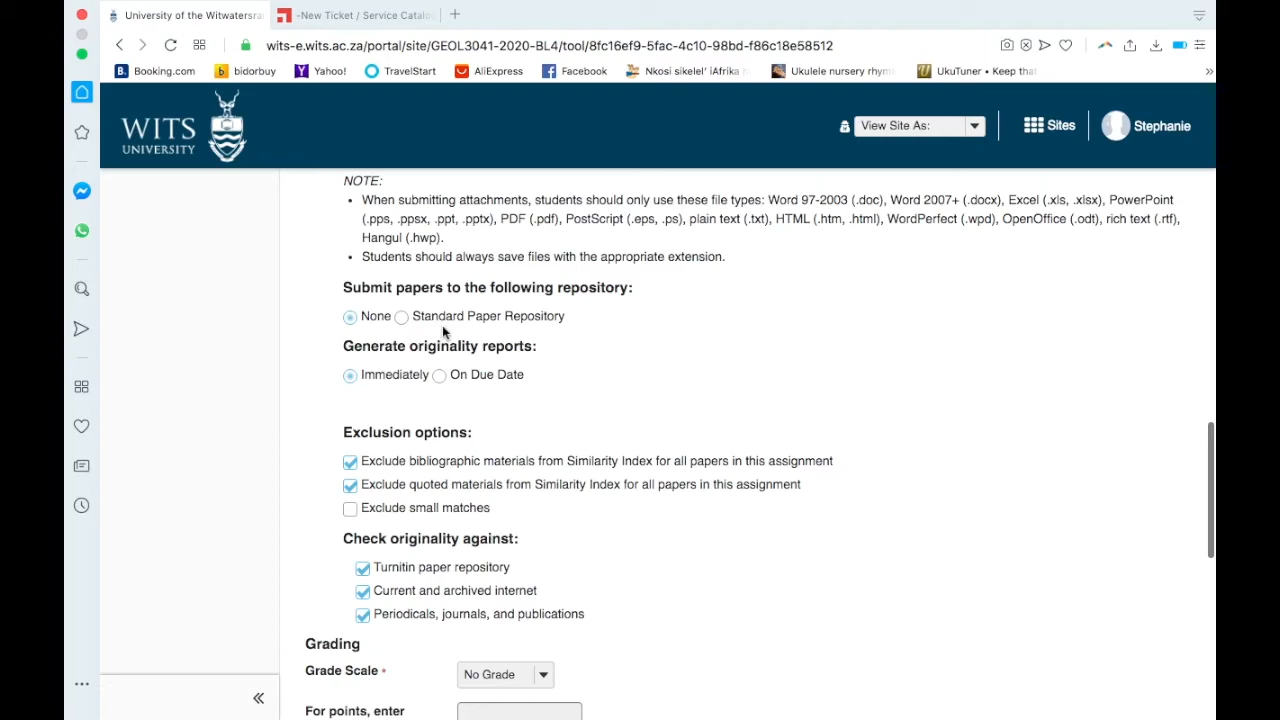 University of the Witwatersra
-New Ticket / Service Catalo
wits-e.wits.ac.za/portal/site/GEOL3041-2020-BL4/tool/8fc16ef9-5fac-4c10-98bd-f86c18e58512
B. Booking.com
b bidorbuy
Y Yahoo!
TravelStart
AliExpress
Facebook
Nkosi sikelel' iAfrika
Ukulele nursery rhym
UkuTuner • Keep that
WITS
UNIVERSITY
View Site As:
Sites
Stephanie
NOTE:
• When submitting attachments, students should only use these file types: Word 97-2003 (.doc), Word 2007+ (.docx), Excel (.xls, .xlsx), PowerPoint
(.pps, .ppsx, .ppt, .pptx), PDF (.pdf), PostScript (.eps, .ps), plain text (.txt), HTML (.htm, .html), WordPerfect (.wpd), OpenOffice (.odt), rich text (.rtf),
Hangul (.hwp).
• Students should always save files with the appropriate extension.
Submit papers to the following repository:
None Standard Paper Repository
Generate originality reports:
Immediately On Due Date
Exclusion options:
Exclude bibliographic materials from Similarity Index for all papers in this assignment
Exclude quoted materials from Similarity Index for all papers in this assignment
Exclude small matches
Check originality against:
Turnitin paper repository
Current and archived internet
Periodicals, journals, and publications
Grading
Grade Scale *
No Grade
For points, enter